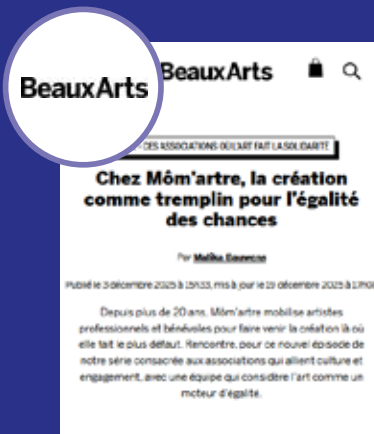 BeauxArts
BeauxArts
CES ASSOCIATIONS OÙ L'ART FAIT LA SOLIDARITÉ
Chez Môm'artre, la création
comme tremplin pour l'égalité
des chances
Par Malika
Publié le 3 décembre 2025 à 15h33, mis à jour le 19 décembre 2025 à
Depuis plus de 20 ans, Môm'artre mobilise artistes
professionnels et bénévoles pour faire venir la création là où
elle fait le plus défaut. Rencontre, pour ce nouvel épisode de
notre série consacrée aux associations qui allient culture et
engagement, avec une équipe qui considère l'art comme un
moteur d'égalité.